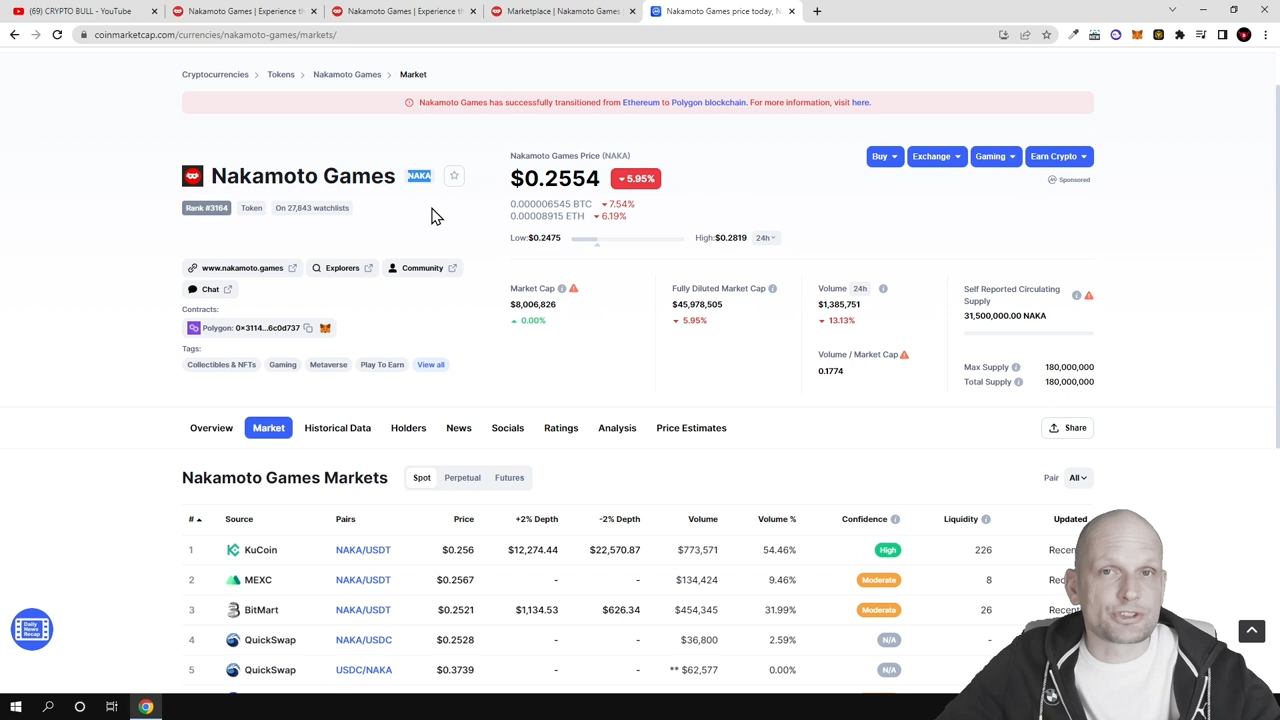 (69) CRYPTO BULL - YouTube
Nakamoto Games | Experience th
Nakamoto Games | Experience th
Marketplace | Nakamoto Games
Nakamoto Games price today, N
coinmarketcap.com/currencies/nakamoto-games/markets/
Cryptocurrencies > Tokens > Nakamoto Games > Market
Nakamoto Games has successfully transitioned from Ethereum to Polygon blockchain. For more information, visit here.
Nakamoto Games NAKA
Rank #3164 Token On 27,843 watchlists
www.nakamoto.games Explorers Community
Chat
Contracts:
Polygon: 0x3114...6c0d737
Tags:
Collectibles & NFTs Gaming Metaverse Play To Earn View all
Nakamoto Games Price (NAKA)
$0.2554 5.95%
0.000006545 BTC 7.54%
0.00008915 ETH 6.19%
Low:$0.2475 High:$0.2819 24h
Buy Exchange Gaming Earn Crypto
Sponsored
Market Cap
$8,006,826
0.00%
Fully Diluted Market Cap
$45,978,505
5.95%
Volume 24h
$1,385,751
13.13%
Volume / Market Cap
0.1774
Self Reported Circulating
Supply
31,500,000.00 NAKA
Max Supply 180,000,000
Total Supply 180,000,000
Overview Market Historical Data Holders News Socials Ratings Analysis Price Estimates Share
Nakamoto Games Markets Spot Perpetual Futures Pair All
# Source Pairs Price +2% Depth -2% Depth Volume Volume % Confidence Liquidity Updated
1 KuCoin NAKA/USDT $0.256 $12,274.44 $22,570.87 $773,571 54.46% High 226
2 MEXC NAKA/USDT $0.2567 - - $134,424 9.46% Moderate 8
3 BitMart NAKA/USDT $0.2521 $1,134.53 $626.34 $454,345 31.99% Moderate 26
4 QuickSwap NAKA/USDC $0.2528 - - $36,800 2.59% N/A -
5 QuickSwap USDC/NAKA $0.3739 - - ** $62,577 0.00% N/A
Daily
News
Recap